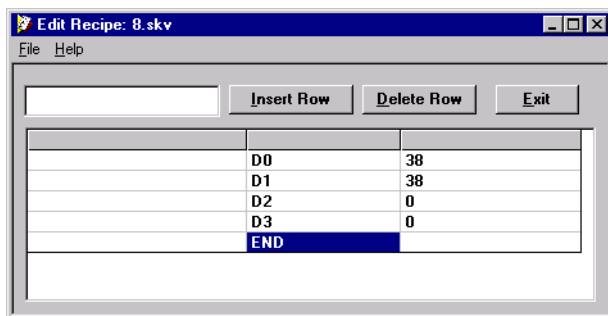 Edit Recipe: 8.skv
File Help
Insert Row Delete Row Exit
D0 38
D1 38
D2 0
D3 0
END